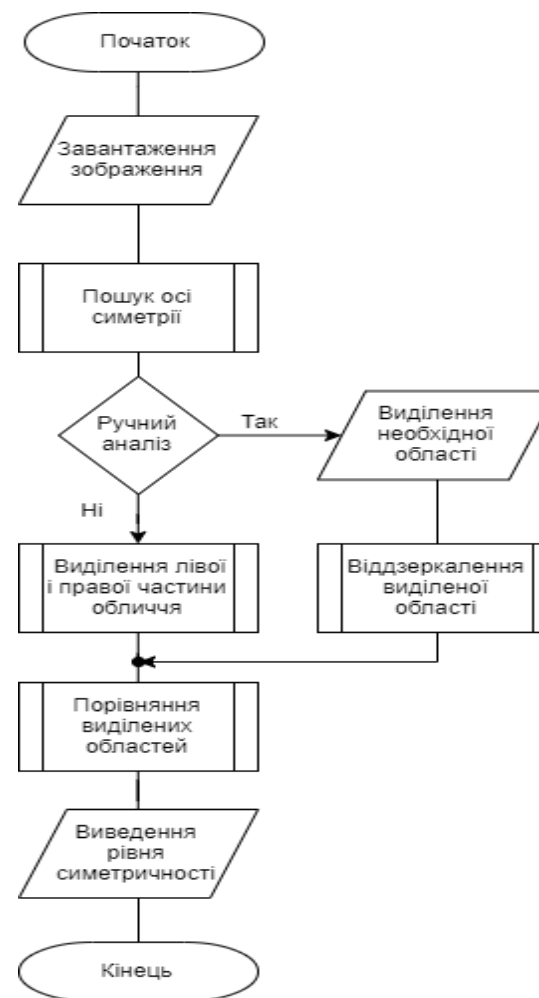 Початок
Завантаження
зображення
Пошук осі
симетрії
Ручний
аналіз
Так
Виділення
необхідної
області
Ні
Виділення лівої
і правої частини
обличчя
Віддзеркалення
виділеної
області
Порівняння
виділених
областей
Виведення
рівня
симетричності
Кінець